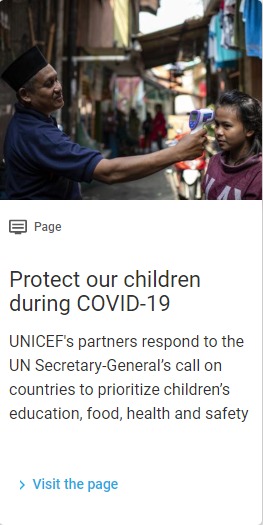 Page
Protect our children
during COVID-19
UNICEF's partners respond to the
UN Secretary-General’s call on
countries to prioritize children’s
education, food, health and safety
Visit the page